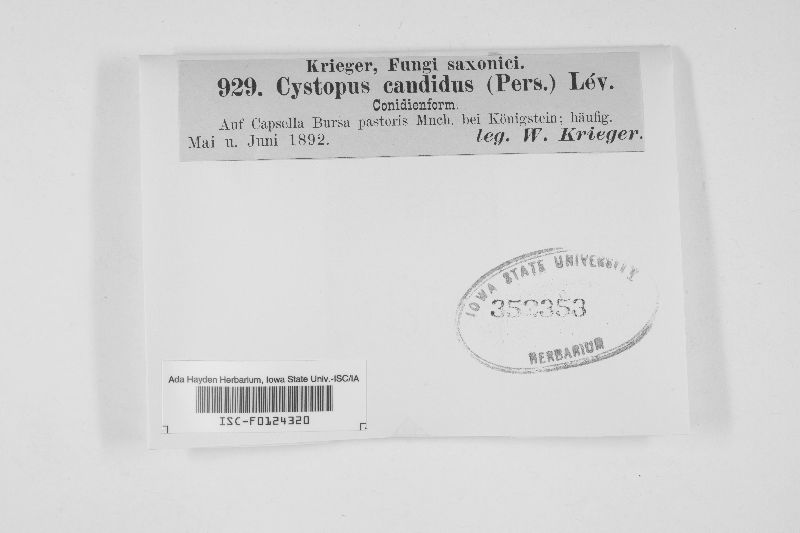 Krieger, Fungi saxonici.
929. Cystopus candidus (Pers.) Lév.
Conidienform.
Auf Capsella Bursa pastoris Mnch. bei Königstein; häufig.
Mai u. Juni 1892. leg. W. Krieger.
IOWA STATE UNIVERSITY
352353
HERBARIUM
Ada Hayden Herbarium, Iowa State Univ.-ISC/IA
ISC-F0124320